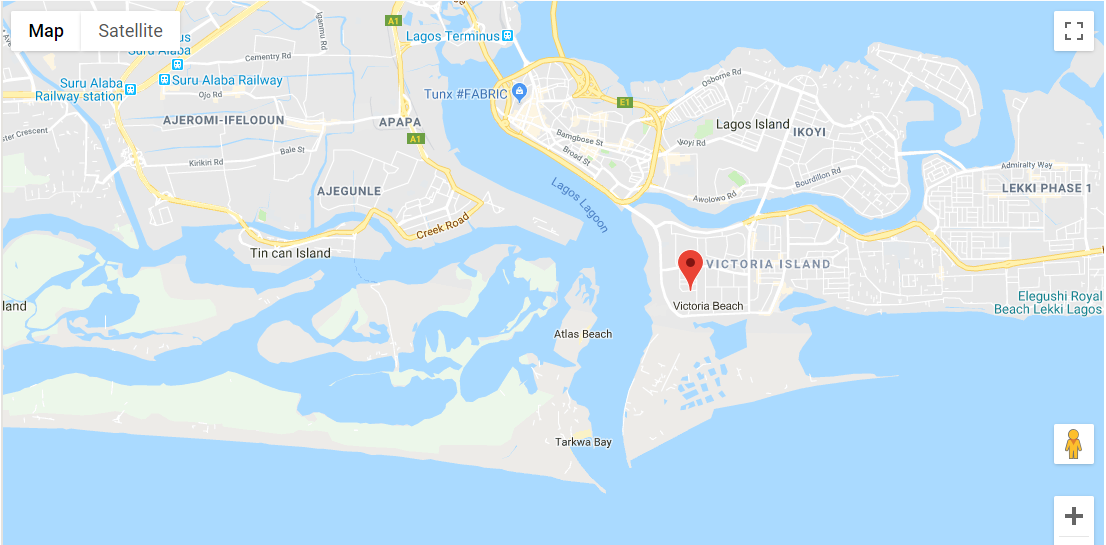 Map
Satellite
Suru Alaba
Suru Alaba
Railway station
Suru Alaba Railway
Cementry Rd
Iganmu Rd
A1
Lagos Terminus
Tunx #FABRIC
Ojo Rd
AJEROMI-IFELODUN
APAPA
A1
Bale St
Kirikiri Rd
AJEGUNLE
Creek Road
Tin can Island
E1
Osborne Rd
Lagos Island
IKOYI
Bamgbose St
Broad St
Ikoyi Rd
Bourdillon Rd
Awolowo Rd
Admiralty Way
LEKKI PHASE 1
Lagos Lagoon
VICTORIA ISLAND
Victoria Beach
Elegushi Royal
Beach Lekki Lagos
land
Atlas Beach
Tarkwa Bay